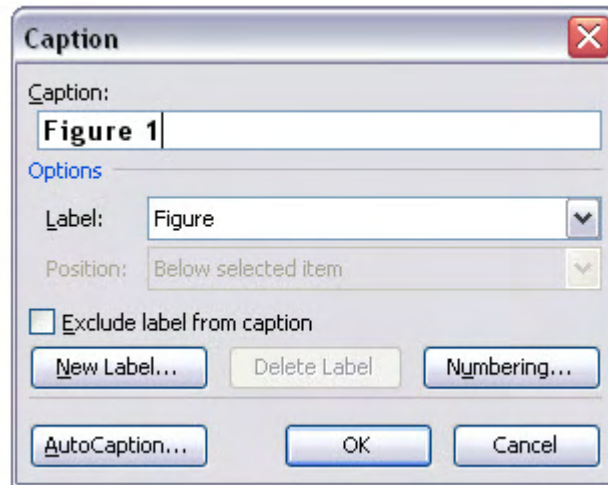 Caption
Caption:
Figure 1
Options
Label: Figure
Position: Below selected item
Exclude label from caption
New Label... Delete Label Numbering...
AutoCaption... OK Cancel